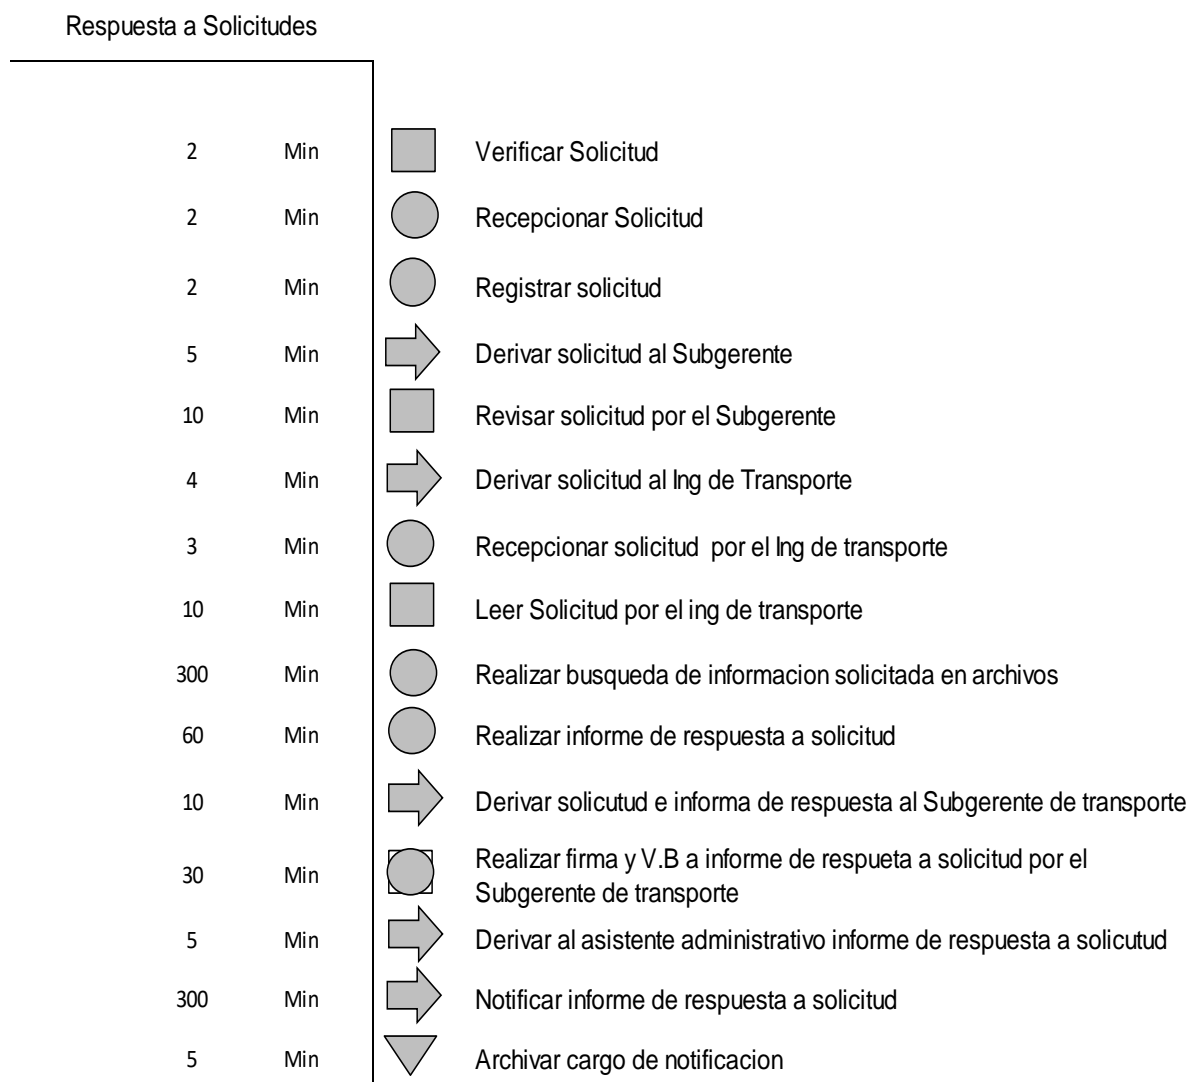 Respuesta a Solicitudes
2 Min Verificar Solicitud
2 Min Recepcionar Solicitud
2 Min Registrar solicitud
5 Min Derivar solicitud al Subgerente
10 Min Revisar solicitud por el Subgerente
4 Min Derivar solicitud al Ing de Transporte
3 Min Recepcionar solicitud por el Ing de transporte
10 Min Leer Solicitud por el ing de transporte
300 Min Realizar busqueda de informacion solicitada en archivos
60 Min Realizar informe de respuesta a solicitud
10 Min Derivar solicutud e informa de respuesta al Subgerente de transporte
30 Min Realizar firma y V.B a informe de respueta a solicitud por el
Subgerente de transporte
5 Min Derivar al asistente administrativo informe de respuesta a solicutud
300 Min Notificar informe de respuesta a solicitud
5 Min Archivar cargo de notificacion